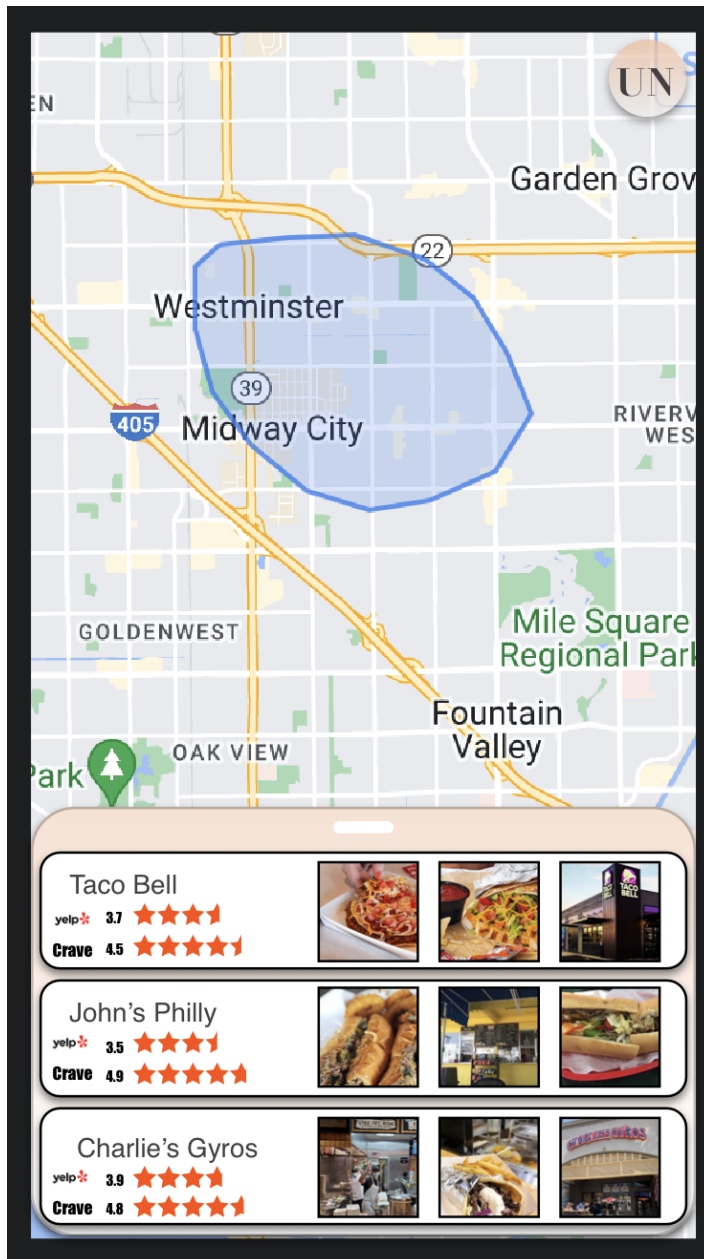 EN
UN
S
Garden Grov
22
Westminster
39
405
Midway City
RIVERV
WES
GOLDENWEST
Mile Square
Regional Park
Fountain
Valley
OAK VIEW
Park
Taco Bell
yelp 3.7
Crave 4.5
TACO
BELL
John's Philly
yelp 3.5
Crave 4.9
Charlie's Gyros
yelp 3.9
Crave 4.8